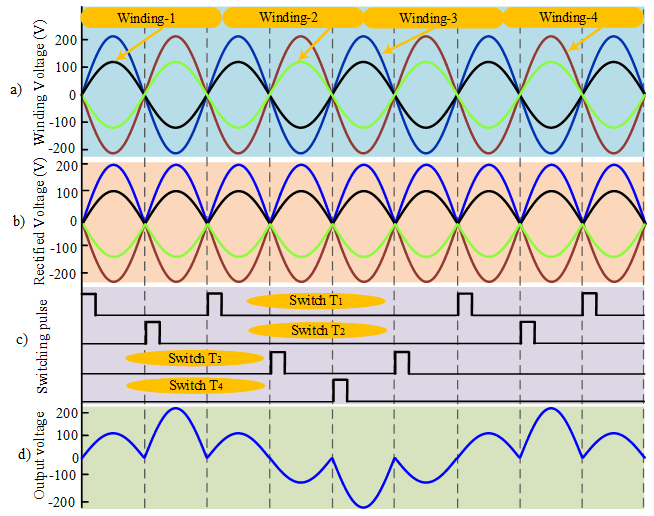 Winding-1 Winding-2 Winding-3 Winding-4
a)
Winding Voltage (V)
200
100
0
-100
-200
b)
Rectified Voltage (V)
200
100
0
-100
-200
c)
Switching pulse
Switch T1
Switch T2
Switch T3
Switch T4
d)
Output voltage
200
100
0
-100
-200